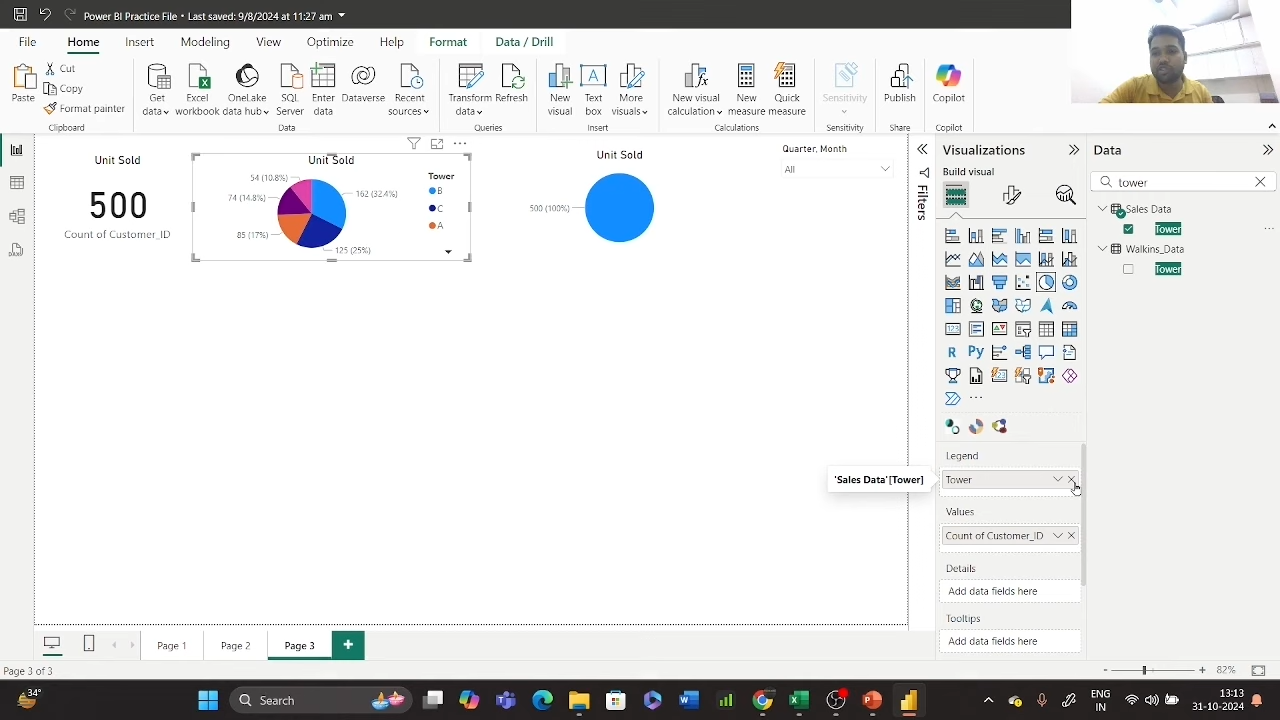 Power BI Practice File • Last saved: 9/8/2024 at 11:27 am
File
Home
Insert
Modeling
View
Optimize
Help
Format
Data / Drill
Paste
Cut
Copy
Format painter
Clipboard
Get data
Excel workbook
OneLake data hub
SQL Server
Enter data
Dataverse
Recent sources
Data
Transform data
Refresh
Queries
New visual
Text box
More visuals
Insert
New visual calculation
New measure
Quick measure
Calculations
Sensitivity
Sensitivity
Publish
Share
Copilot
Copilot
Unit Sold
500
Count of Customer_ID
Unit Sold
54 (10.8%)
74 (14.8%)
85 (17%)
162 (32.4%)
125 (25%)
Tower
B
C
A
Unit Sold
500 (100%)
Quarter, Month
All
Filters
Visualizations
Build visual
R
Py
123
Legend
Tower
'Sales Data'[Tower]
Values
Count of Customer_ID
Details
Add data fields here
Tooltips
Add data fields here
Data
tower
Sales Data
Tower
Walkins_Data
Tower
Page 1
Page 2
Page 3
Page 3 of 3
82%
34°
Search
ENG
IN
13:13
31-10-2024